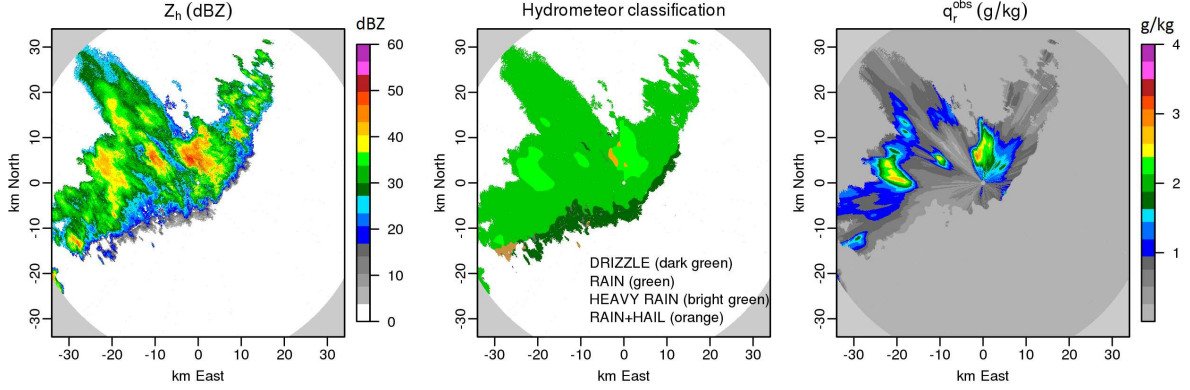 Z_h (dBZ)
dBZ
60
50
40
30
20
10
0
30
20
10
0
-10
-20
-30
km North
-30 -20 -10 0 10 20 30
km East
Hydrometeor classification
30
20
10
0
-10
-20
-30
km North
DRIZZLE (dark green)
RAIN (green)
HEAVY RAIN (bright green)
RAIN+HAIL (orange)
-30 -20 -10 0 10 20 30
km East
q_r^obs (g/kg)
g/kg
4
3
2
1
30
20
10
0
-10
-20
-30
km North
-30 -20 -10 0 10 20 30
km East